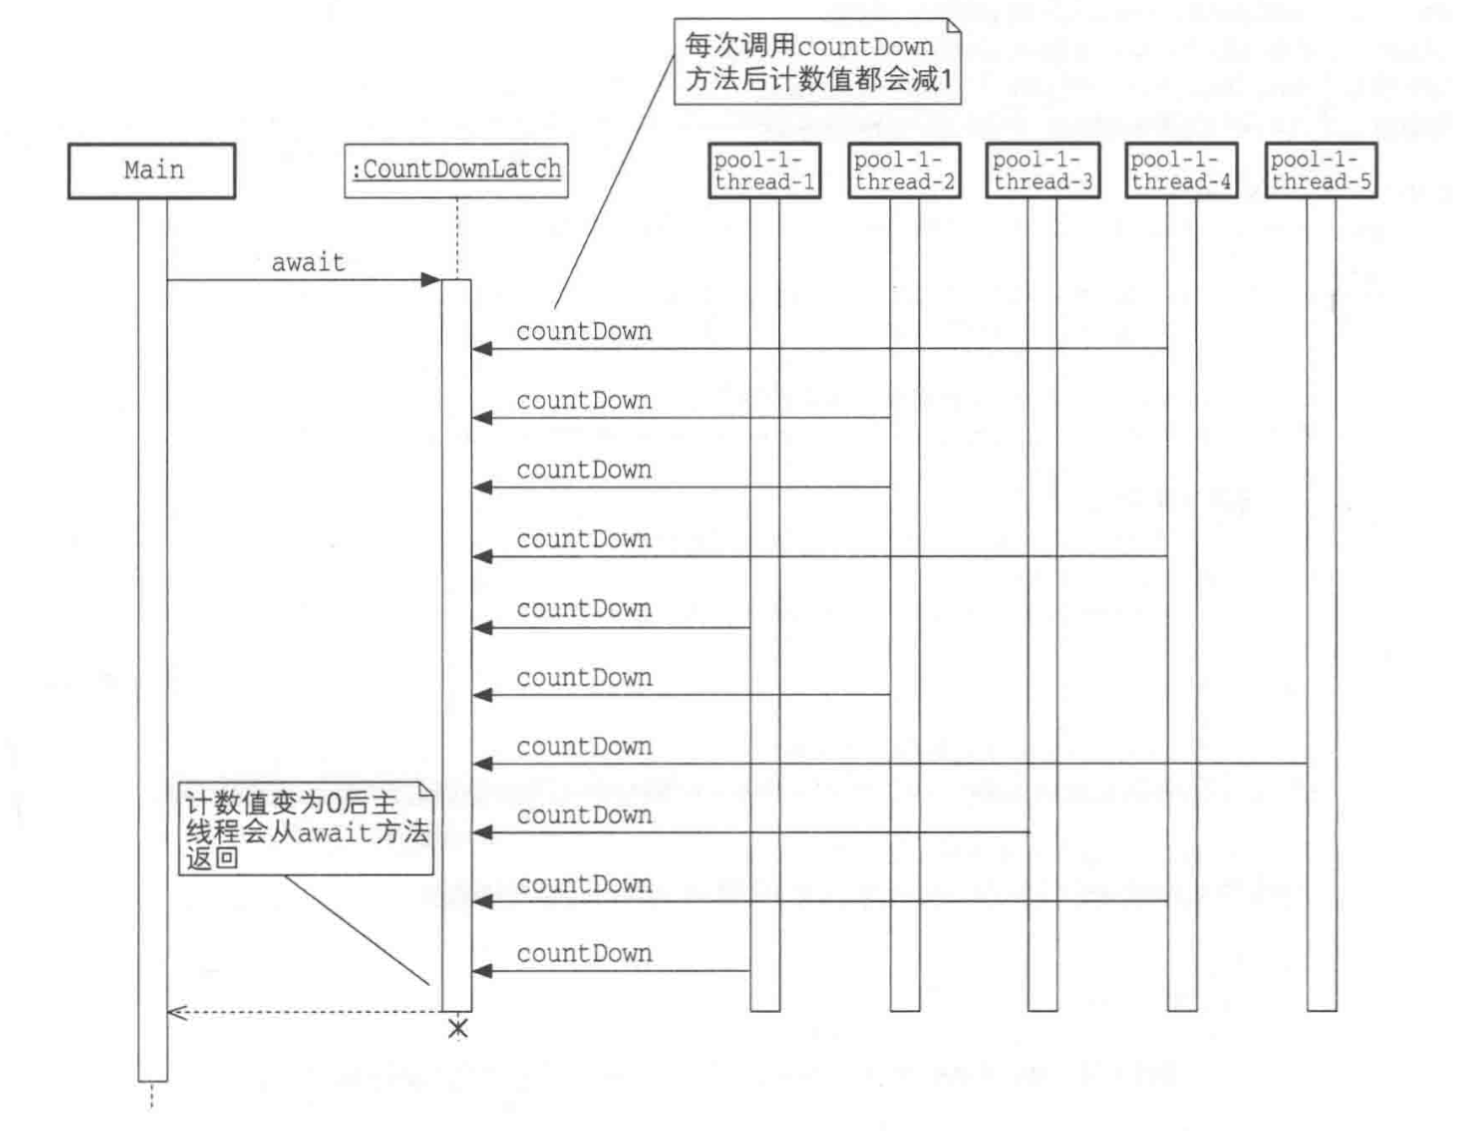 每次调用countDown
方法后计数值都会减1
Main
:CountDownLatch
pool-1-
thread-1
pool-1-
thread-2
pool-1-
thread-3
pool-1-
thread-4
pool-1-
thread-5
await
countDown
countDown
countDown
countDown
countDown
countDown
countDown
计数值变为0后主
线程会从await方法
返回
countDown
countDown
countDown